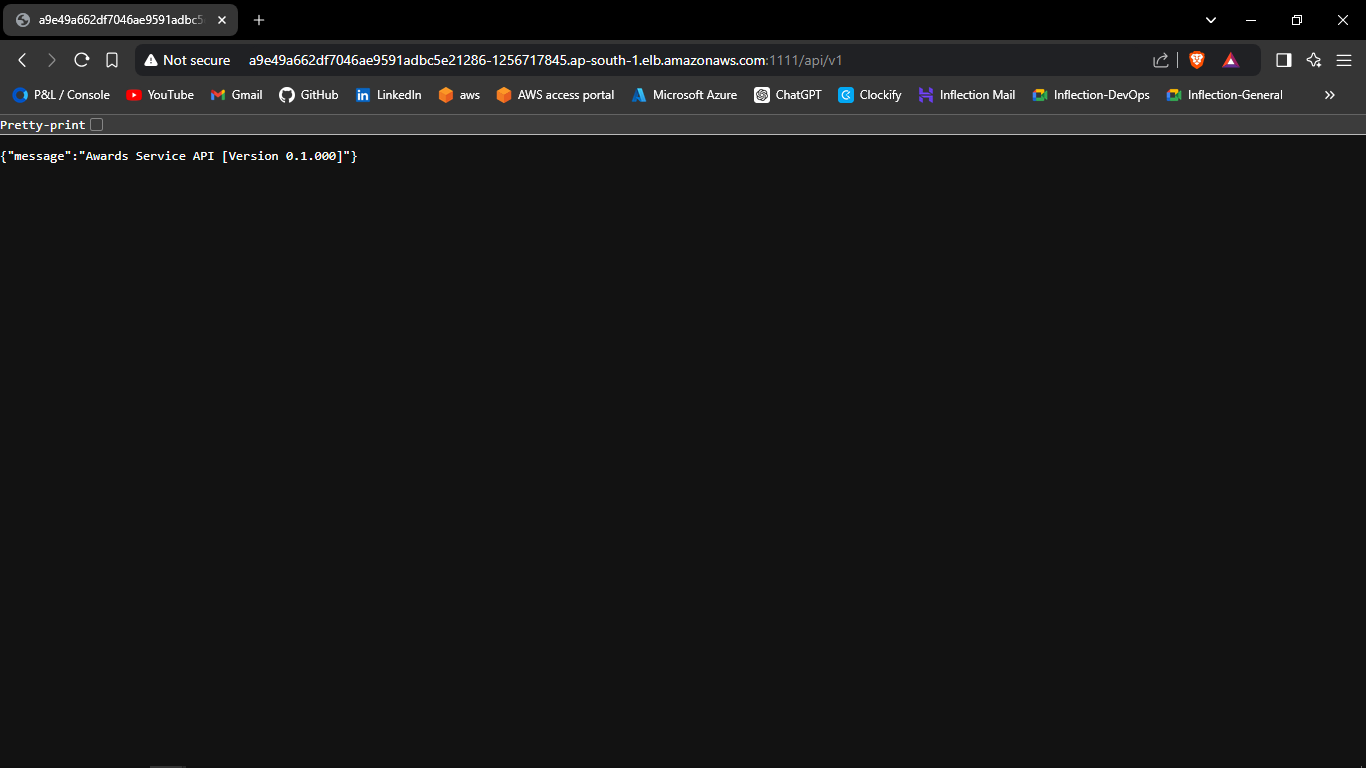 a9e49a662df7046ae9591adbc5
Not secure a9e49a662df7046ae9591adbc5e21286-1256717845.ap-south-1.elb.amazonaws.com:1111/api/v1
P&L / Console YouTube Gmail GitHub LinkedIn aws AWS access portal Microsoft Azure ChatGPT Clockify Inflection Mail Inflection-DevOps Inflection-General
Pretty-print
{"message":"Awards Service API [Version 0.1.000]"}